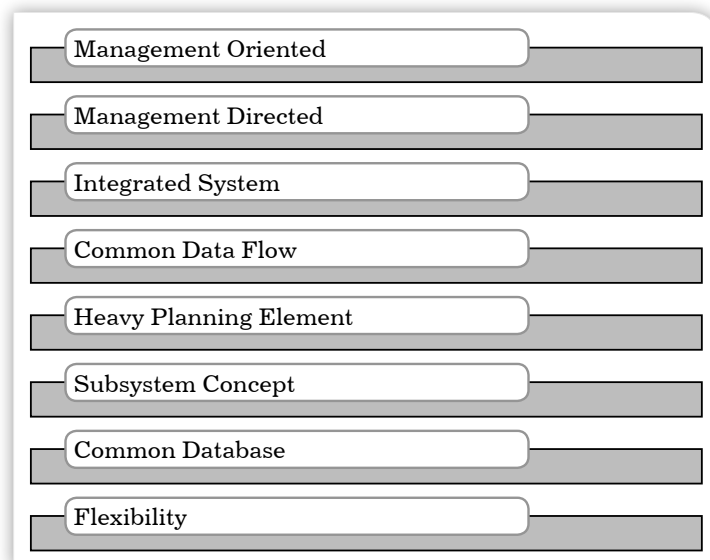 Management Oriented
Management Directed
Integrated System
Common Data Flow
Heavy Planning Element
Subsystem Concept
Common Database
Flexibility